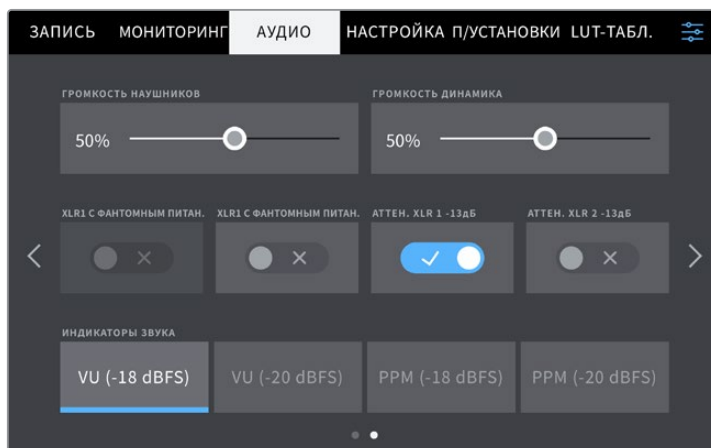 ЗАПИСЬ МОНИТОРИНГ АУДИО НАСТРОЙКА П/УСТАНОВКИ LUT-ТАБЛ.
ГРОМКОСТЬ НАУШНИКОВ ГРОМКОСТЬ ДИНАМИКА
50% 50%
XLR1 С ФАНТОМНЫМ ПИТАН. XLR1 С ФАНТОМНЫМ ПИТАН. АТТЕН. XLR 1 -13дБ АТТЕН. XLR 2 -13дБ
ИНДИКАТОРЫ ЗВУКА
VU (-18 dBFS) VU (-20 dBFS) PPM (-18 dBFS) PPM (-20 dBFS)